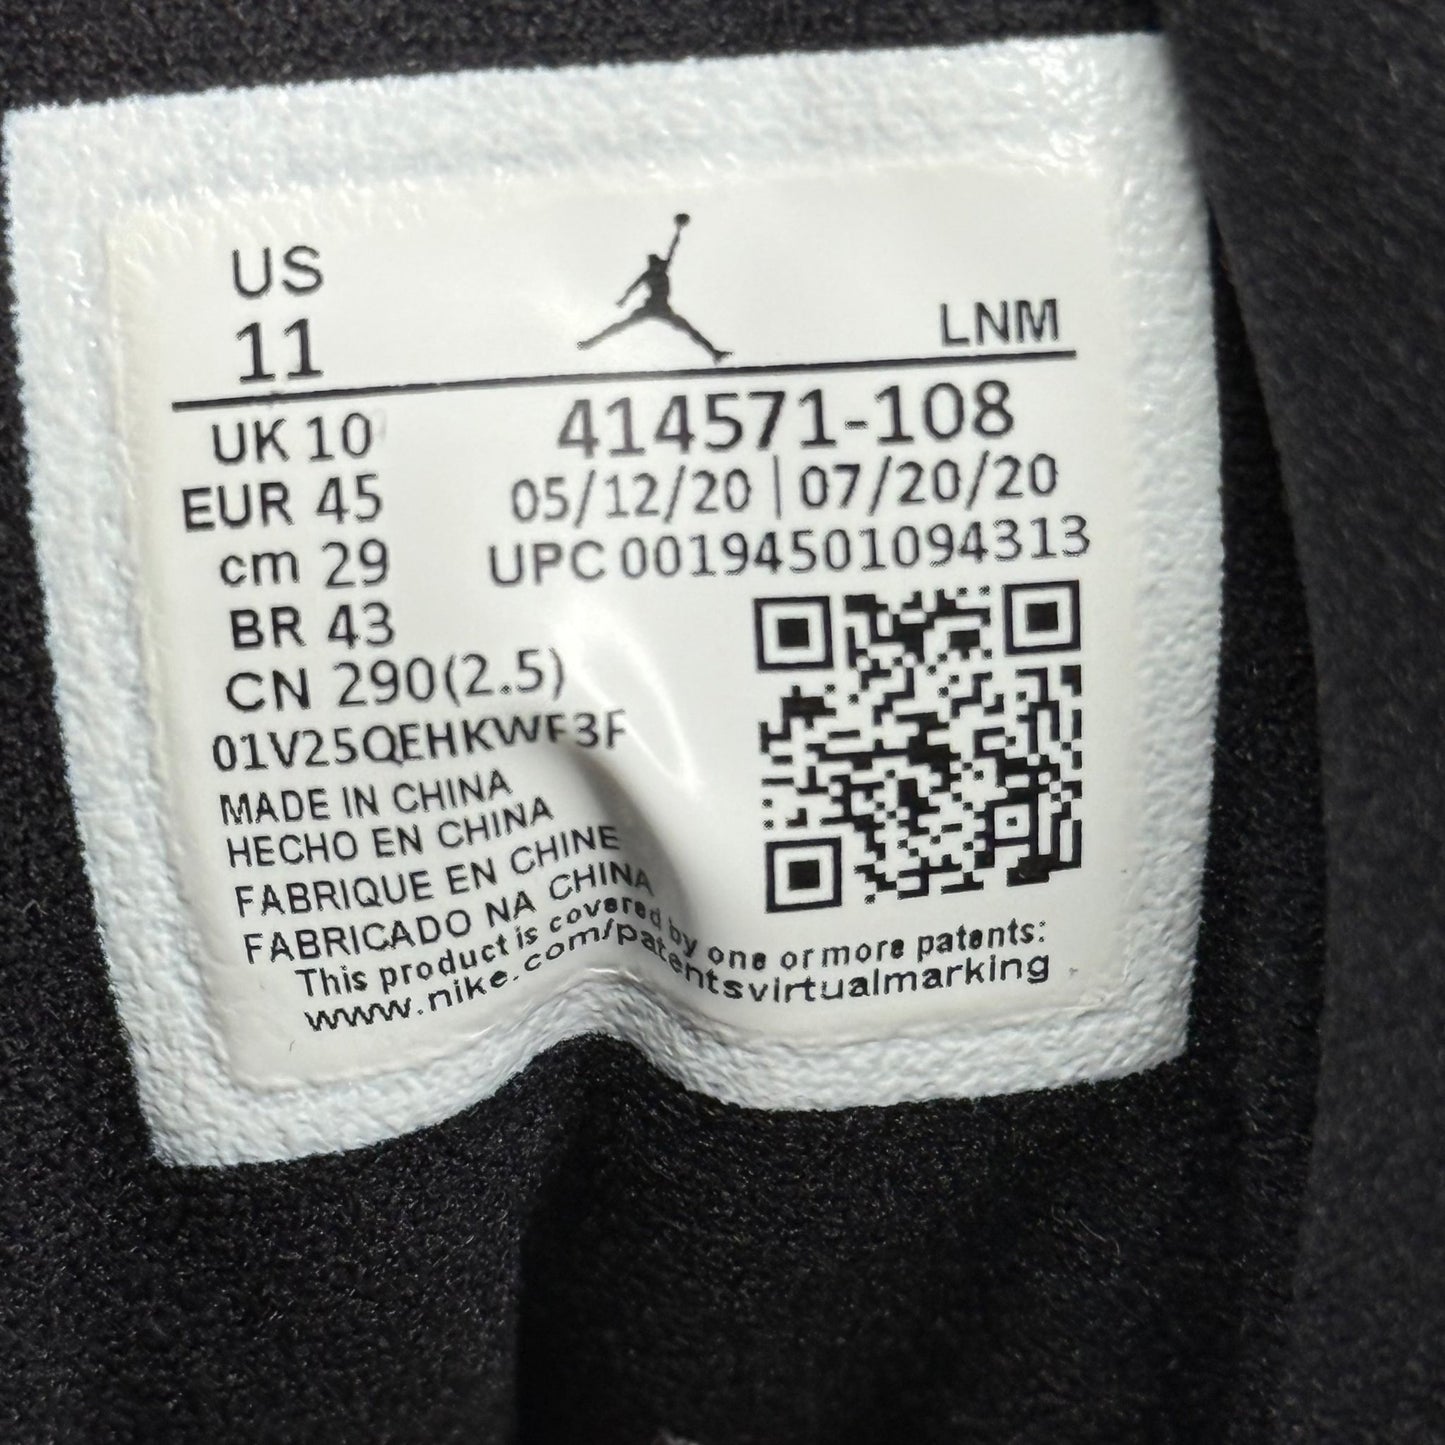 US
11
LNM
UK 10
414571-108
EUR 45
05/12/20 | 07/20/20
cm 29
UPC 00194501094313
BR 43
CN 290(2.5)
01V25QEHKWF3F
MADE IN CHINA
HECHO EN CHINA
FABRIQUE EN CHINE
FABRICADO NA CHINA
This product is covered by one or more patents:
www.nike.com/patentsvirtualmarking